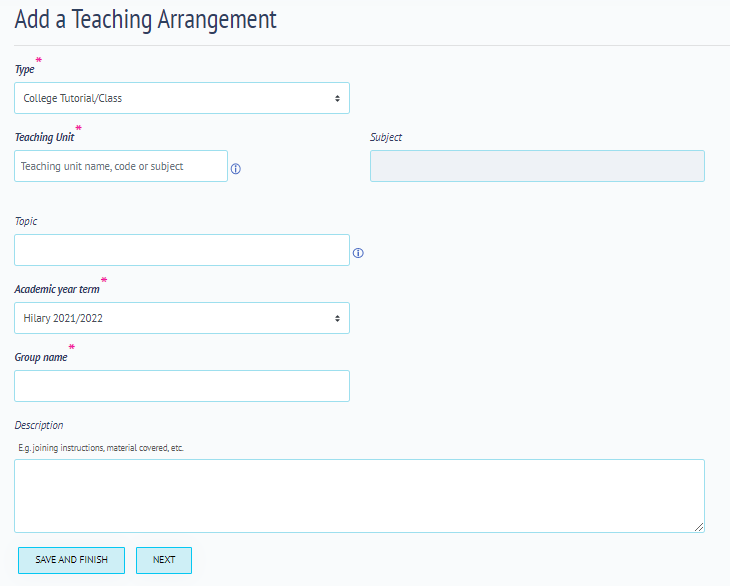 Add a Teaching Arrangement
Type*
College Tutorial/Class
Teaching Unit*
Subject
Teaching unit name, code or subject
Topic
Academic year term*
Hilary 2021/2022
Group name*
Description
E.g. joining instructions, material covered, etc.
SAVE AND FINISH
NEXT